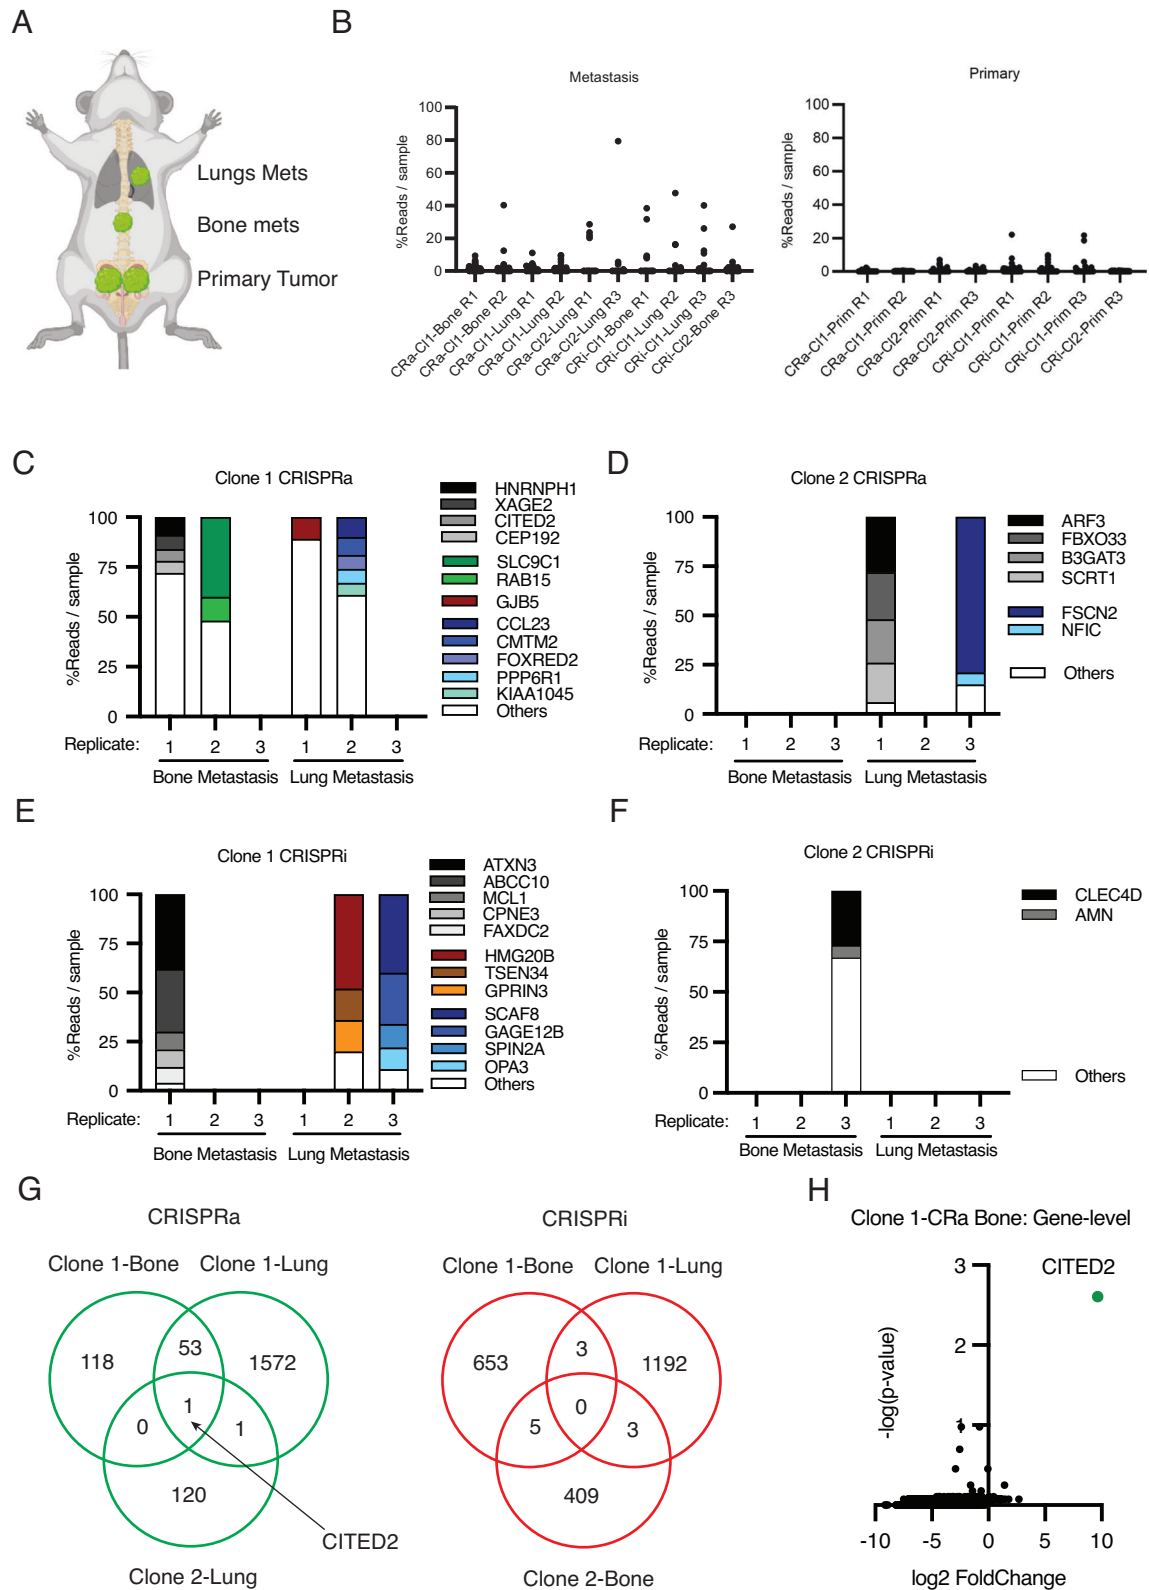 A
Lungs Mets
Bone mets
Primary Tumor
B
Metastasis
%Reads / sample
100
80
60
40
20
0
CRa-Cl1-Bone R1
CRa-Cl1-Bone R2
CRa-Cl1-Lung R1
CRa-Cl1-Lung R2
CRa-Cl2-Lung R1
CRa-Cl2-Lung R3
CRi-Cl1-Bone R1
CRi-Cl1-Lung R2
CRi-Cl1-Lung R3
CRi-Cl2-Bone R3
Primary
%Reads / sample
100
80
60
40
20
0
CRa-Cl1-Prim R1
CRa-Cl1-Prim R2
CRa-Cl2-Prim R1
CRa-Cl2-Prim R3
CRi-Cl1-Prim R1
CRi-Cl1-Prim R2
CRi-Cl1-Prim R3
CRi-Cl2-Prim R3
C
Clone 1 CRISPRa
%Reads / sample
100
75
50
25
0
Replicate: 1 2 3 1 2 3
Bone Metastasis Lung Metastasis
HNRNPH1
XAGE2
CITED2
CEP192
SLC9C1
RAB15
GJB5
CCL23
CMTM2
FOXRED2
PPP6R1
KIAA1045
Others
D
Clone 2 CRISPRa
%Reads / sample
100
75
50
25
0
Replicate: 1 2 3 1 2 3
Bone Metastasis Lung Metastasis
ARF3
FBXO33
B3GAT3
SCRT1
FSCN2
NFIC
Others
E
Clone 1 CRISPRi
%Reads / sample
100
75
50
25
0
Replicate: 1 2 3 1 2 3
Bone Metastasis Lung Metastasis
ATXN3
ABCC10
MCL1
CPNE3
FAXDC2
HMG20B
TSEN34
GPRIN3
SCAF8
GAGE12B
SPIN2A
OPA3
Others
F
Clone 2 CRISPRi
%Reads / sample
100
75
50
25
0
Replicate: 1 2 3 1 2 3
Bone Metastasis Lung Metastasis
CLEC4D
AMN
Others
G
CRISPRa
Clone 1-Bone Clone 1-Lung
118 53 1572
1
0 1
120
CITED2
Clone 2-Lung
CRISPRi
Clone 1-Bone Clone 1-Lung
653 3 1192
0
5 3
409
Clone 2-Bone
H
Clone 1-CRa Bone: Gene-level
CITED2
-log(p-value)
3
2
1
-10 -5 0 5 10
log2 FoldChange